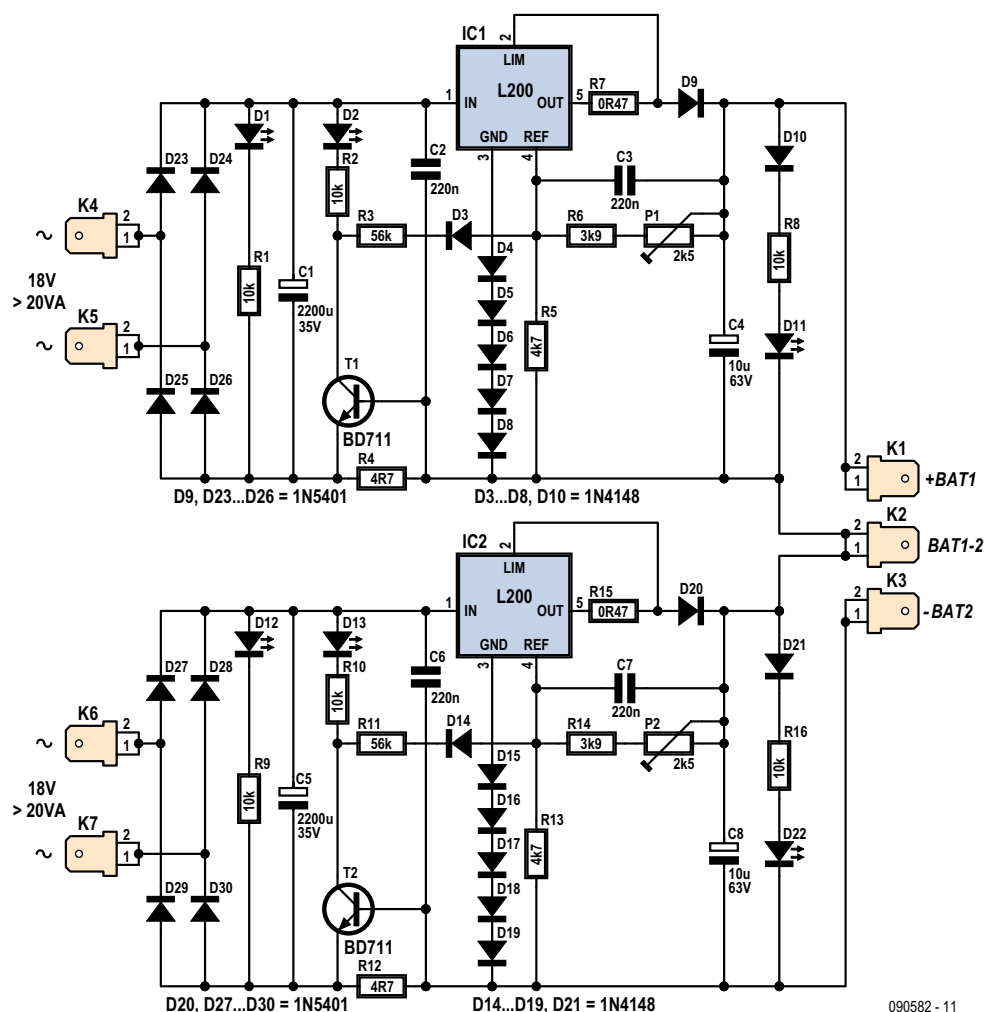 IC1
2
LIM
L200
1
IN
OUT
5
GND
REF
3
4
R7
0R47
D9
D1
D2
R2
10k
C2
220n
D10
D23
D24
K4
2
1
~
18V
> 20VA
R3
56k
D3
C3
220n
R6
3k9
P1
2k5
R8
10k
R1
10k
C1
2200u
35V
D4
D5
D6
D7
D8
R5
4k7
C4
10u
63V
D11
K5
2
1
~
D25
D26
T1
BD711
R4
4R7
D9, D23...D26 = 1N5401
D3...D8, D10 = 1N4148
K1
2
1
+BAT1
K2
2
1
BAT1-2
K3
2
1
-BAT2
IC2
2
LIM
L200
1
IN
OUT
5
GND
REF
3
4
R15
0R47
D20
D12
D13
R10
10k
C6
220n
D21
D27
D28
K6
2
1
~
18V
> 20VA
R11
56k
D14
C7
220n
R14
3k9
P2
2k5
R16
10k
R9
10k
C5
2200u
35V
D15
D16
D17
D18
D19
R13
4k7
C8
10u
63V
D22
K7
2
1
~
D29
D30
T2
BD711
R12
4R7
D20, D27...D30 = 1N5401
D14...D19, D21 = 1N4148
090582 - 11